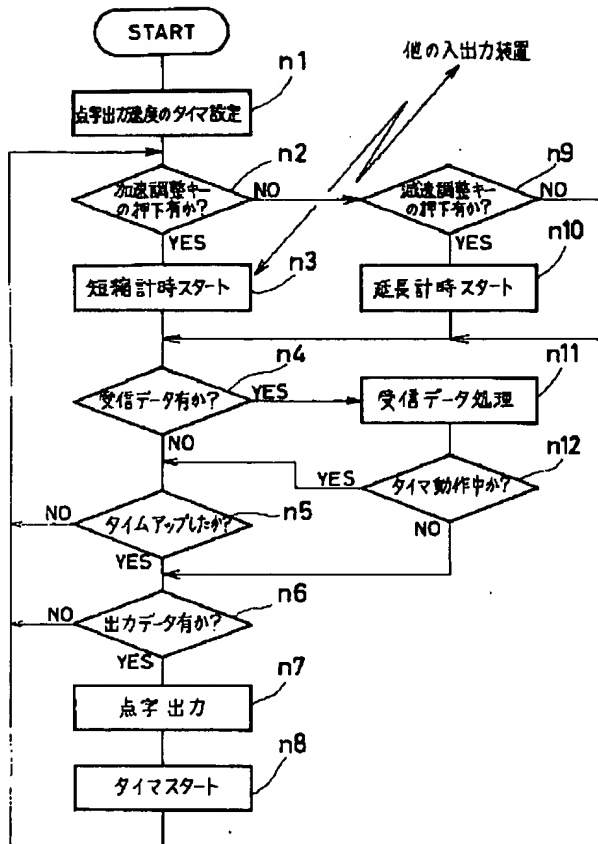 START
他の入出力装置
n1
点字出力速度のタイマ設定
n2
加速調整キー
の押下有か?
NO
YES
n9
減速調整キー
の押下有か?
NO
YES
n3
短縮計時スタート
n10
延長計時スタート
n4
受信データ有か?
YES
NO
n11
受信データ処理
n12
タイマ動作中か?
YES
NO
n5
タイムアップしたか?
NO
YES
n6
出力データ有か?
NO
YES
n7
点字出力
n8
タイマスタート